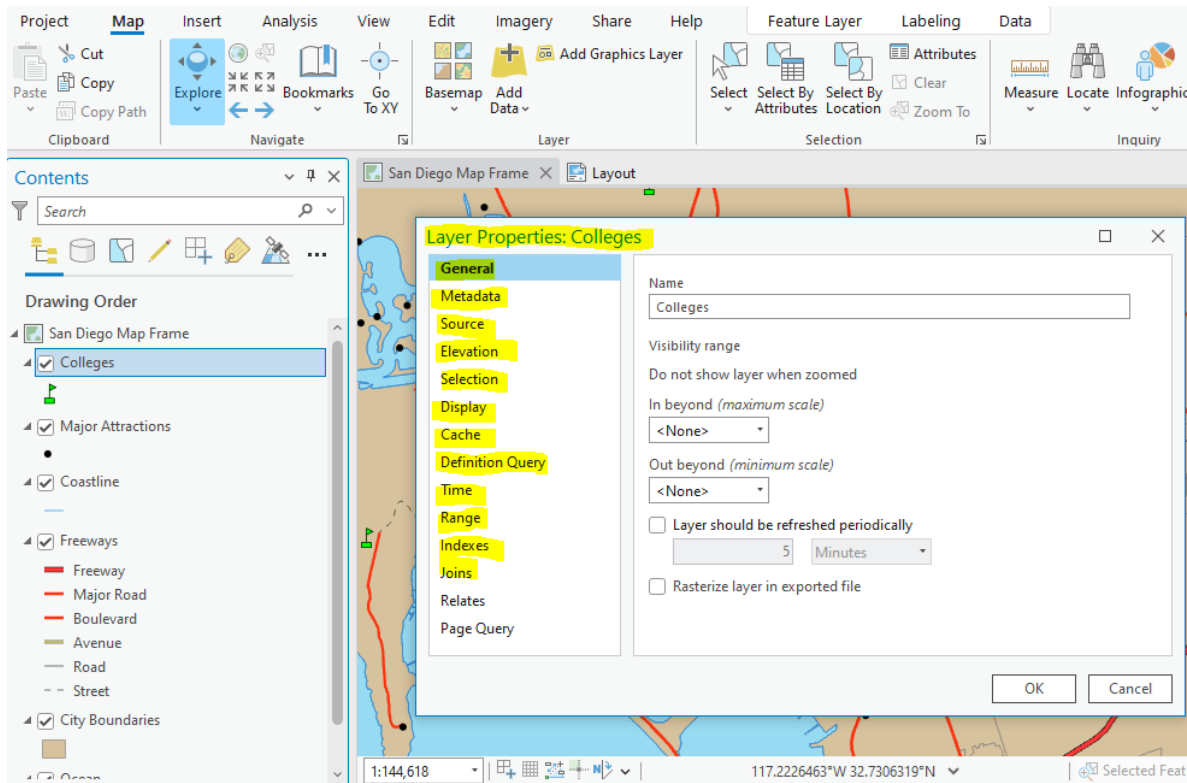 Project Map Insert Analysis View Edit Imagery Share Help Feature Layer Labeling Data
Paste
Cut
Copy
Copy Path
Clipboard
Explore
Bookmarks
Go To XY
Navigate
Basemap
Add Data
Add Graphics Layer
Layer
Select
Select By Attributes
Select By Location
Attributes
Clear
Zoom To
Selection
Measure
Locate
Infographic
Inquiry
Contents
Search
Drawing Order
San Diego Map Frame
Colleges
Major Attractions
Coastline
Freeways
Freeway
Major Road
Boulevard
Avenue
Road
Street
City Boundaries
San Diego Map Frame
Layout
Layer Properties: Colleges
General
Metadata
Source
Elevation
Selection
Display
Cache
Definition Query
Time
Range
Indexes
Joins
Relates
Page Query
Name
Colleges
Visibility range
Do not show layer when zoomed
In beyond (maximum scale)
<None>
Out beyond (minimum scale)
<None>
Layer should be refreshed periodically
5 Minutes
Rasterize layer in exported file
OK Cancel
1:144,618
117.2226463°W 32.7306319°N
Selected Feat